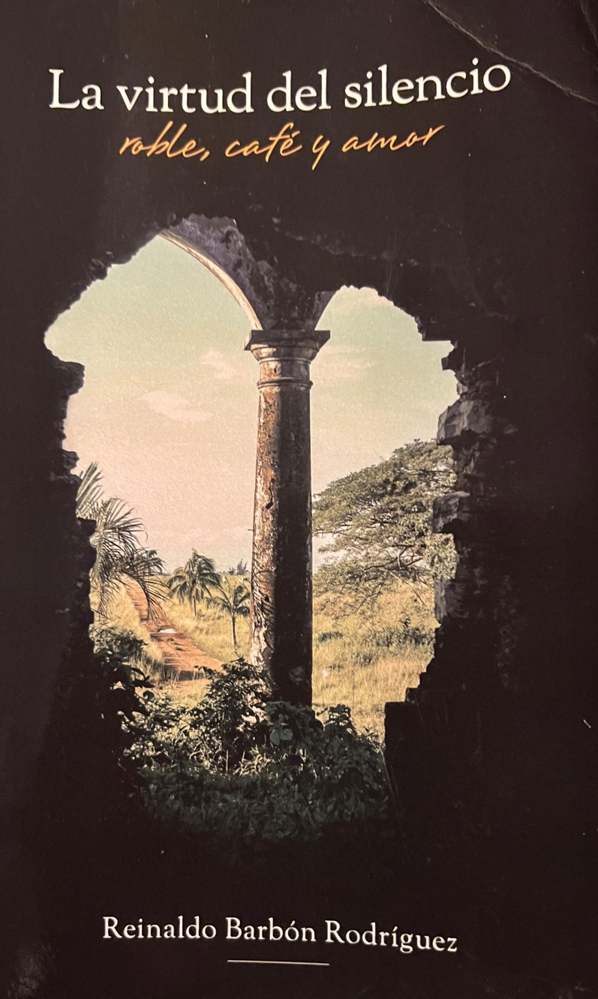 La virtud del silencio
roble, café y amor
Reinaldo Barbón Rodríguez